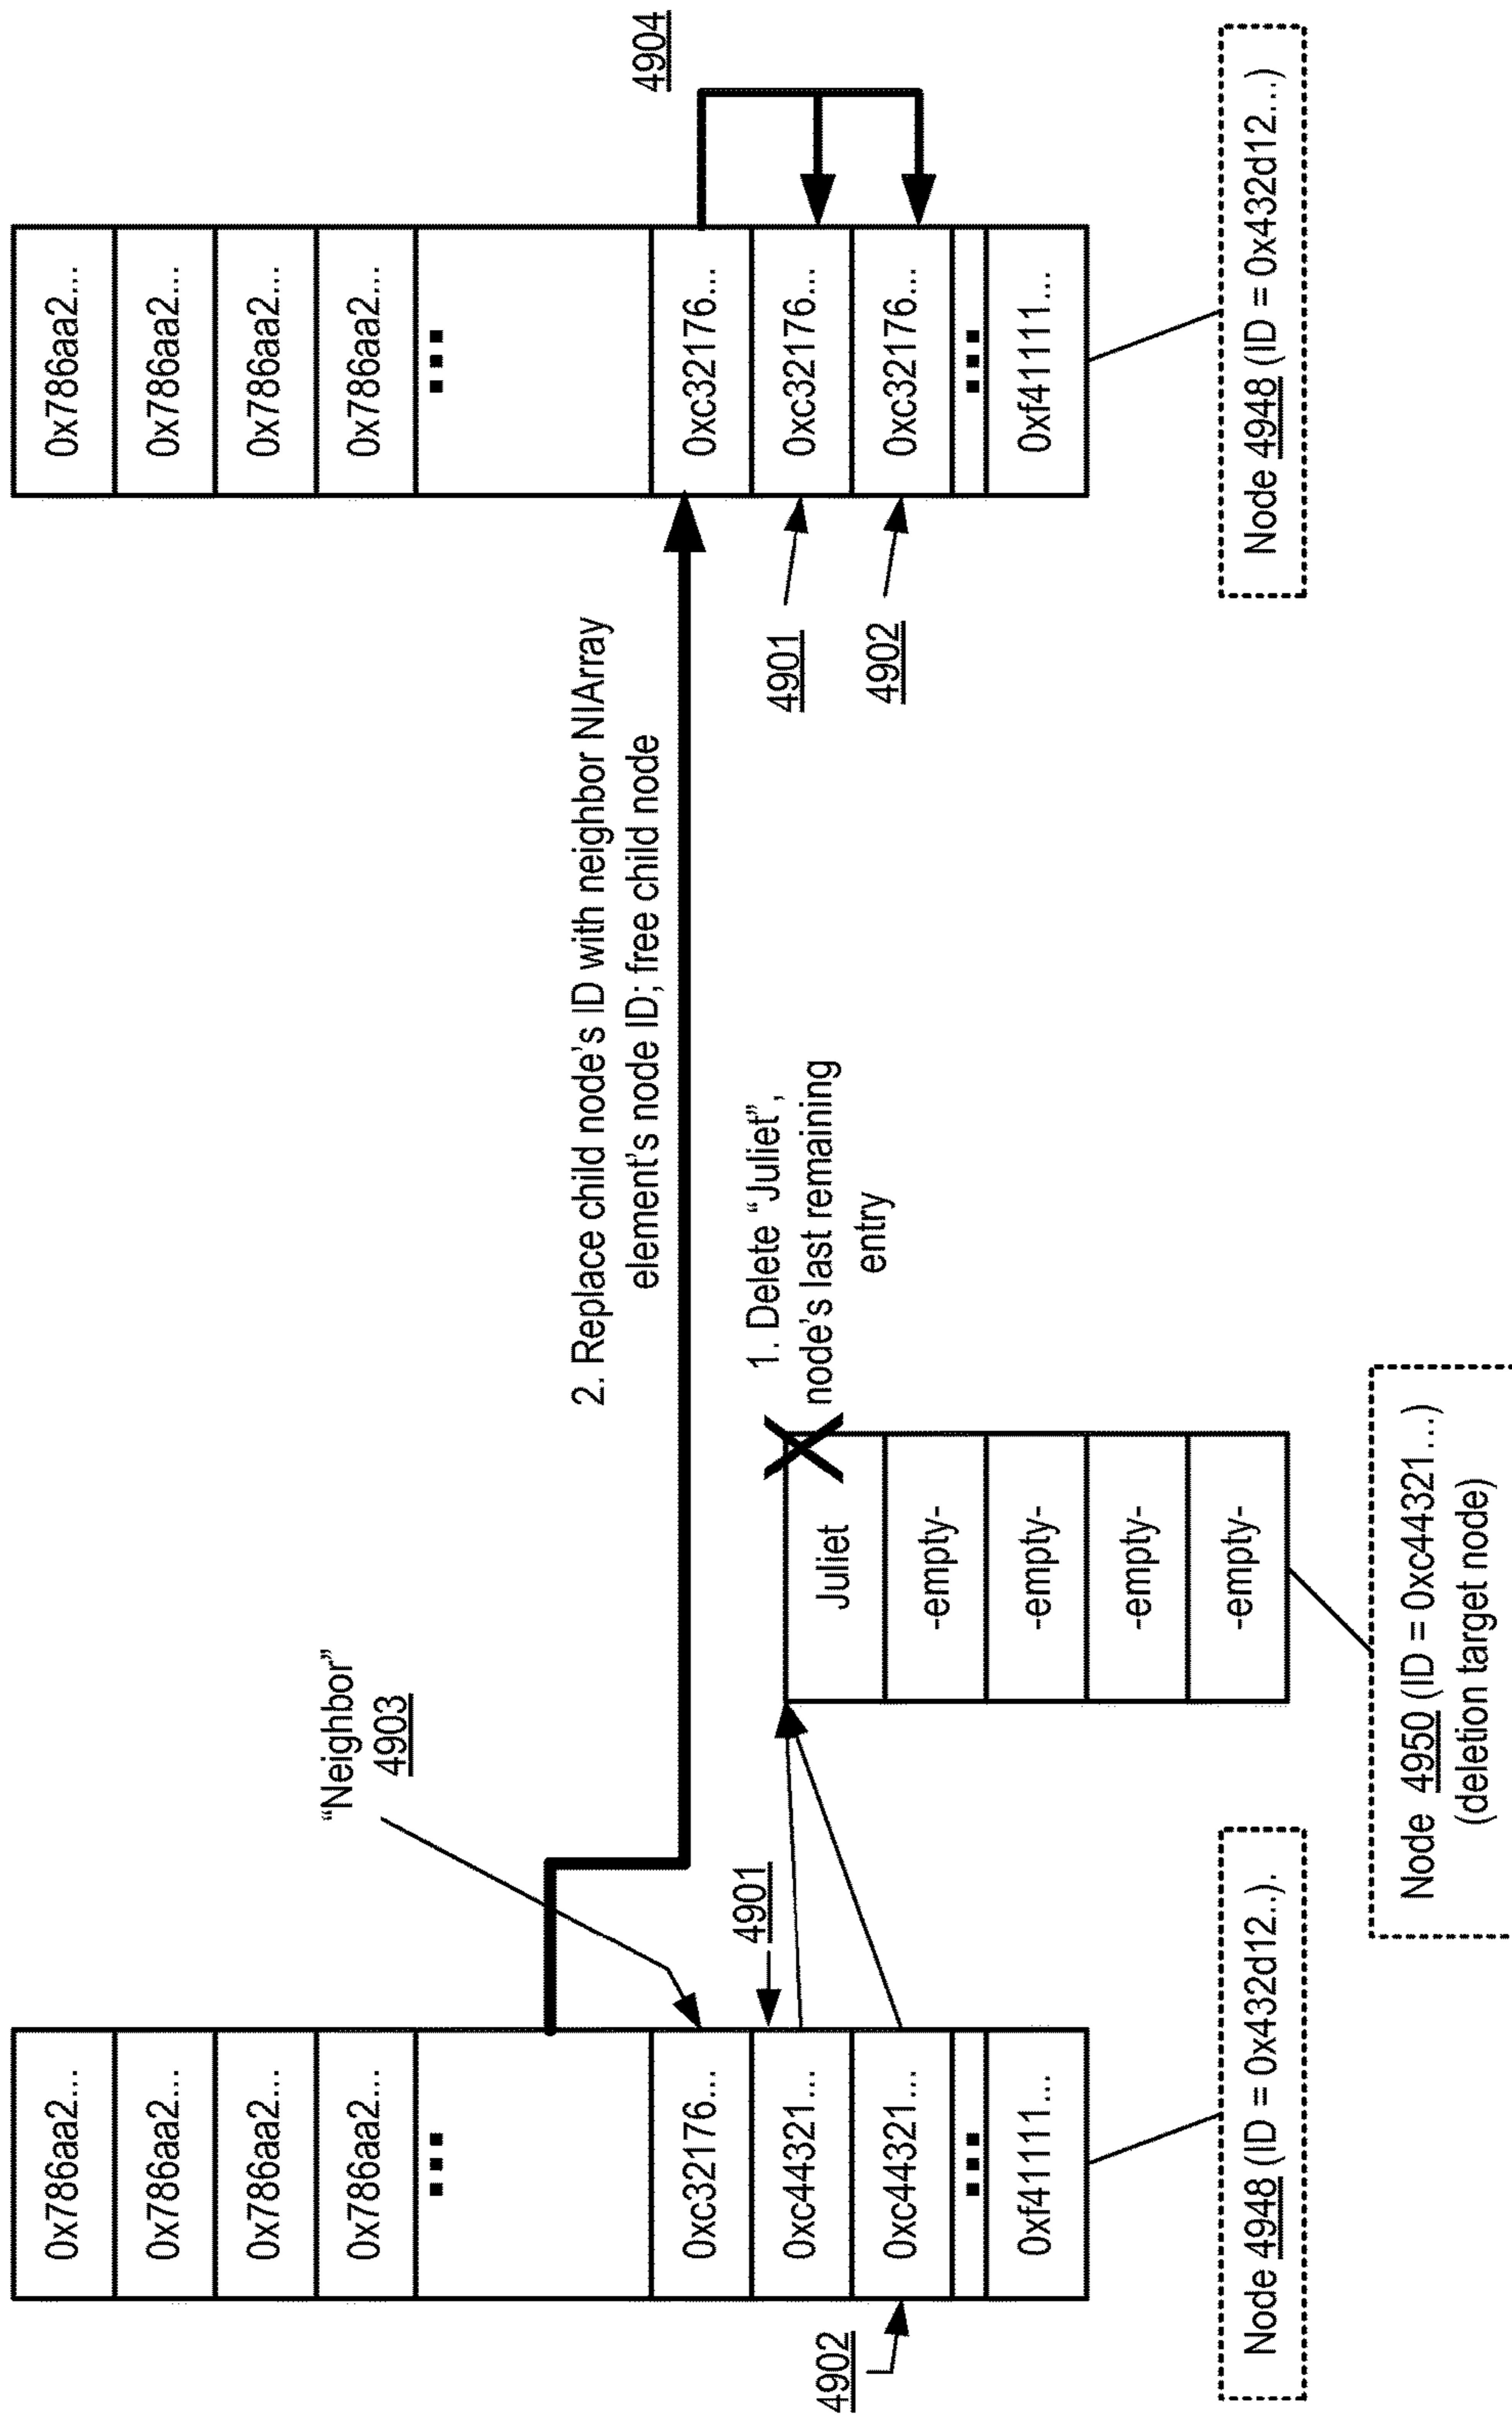 0x786aa2...
0x786aa2...
0x786aa2...
0x786aa2...
...
0xc32176...
0xc44321...
0xc44321...
...
0xf41111...
4902
4901
“Neighbor”
4903
Node 4948 (ID = 0x432d12..).
Juliet
-empty-
-empty-
-empty-
-empty-
1. Delete “Juliet”,
node’s last remaining
entry
Node 4950 (ID = 0xc44321...)
(deletion target node)
2. Replace child node’s ID with neighbor NIArray
element’s node ID; free child node
0x786aa2...
0x786aa2...
0x786aa2...
0x786aa2...
...
0xc32176...
0xc32176...
0xc32176...
...
0xf41111...
4901
4902
4904
Node 4948 (ID = 0x432d12...)